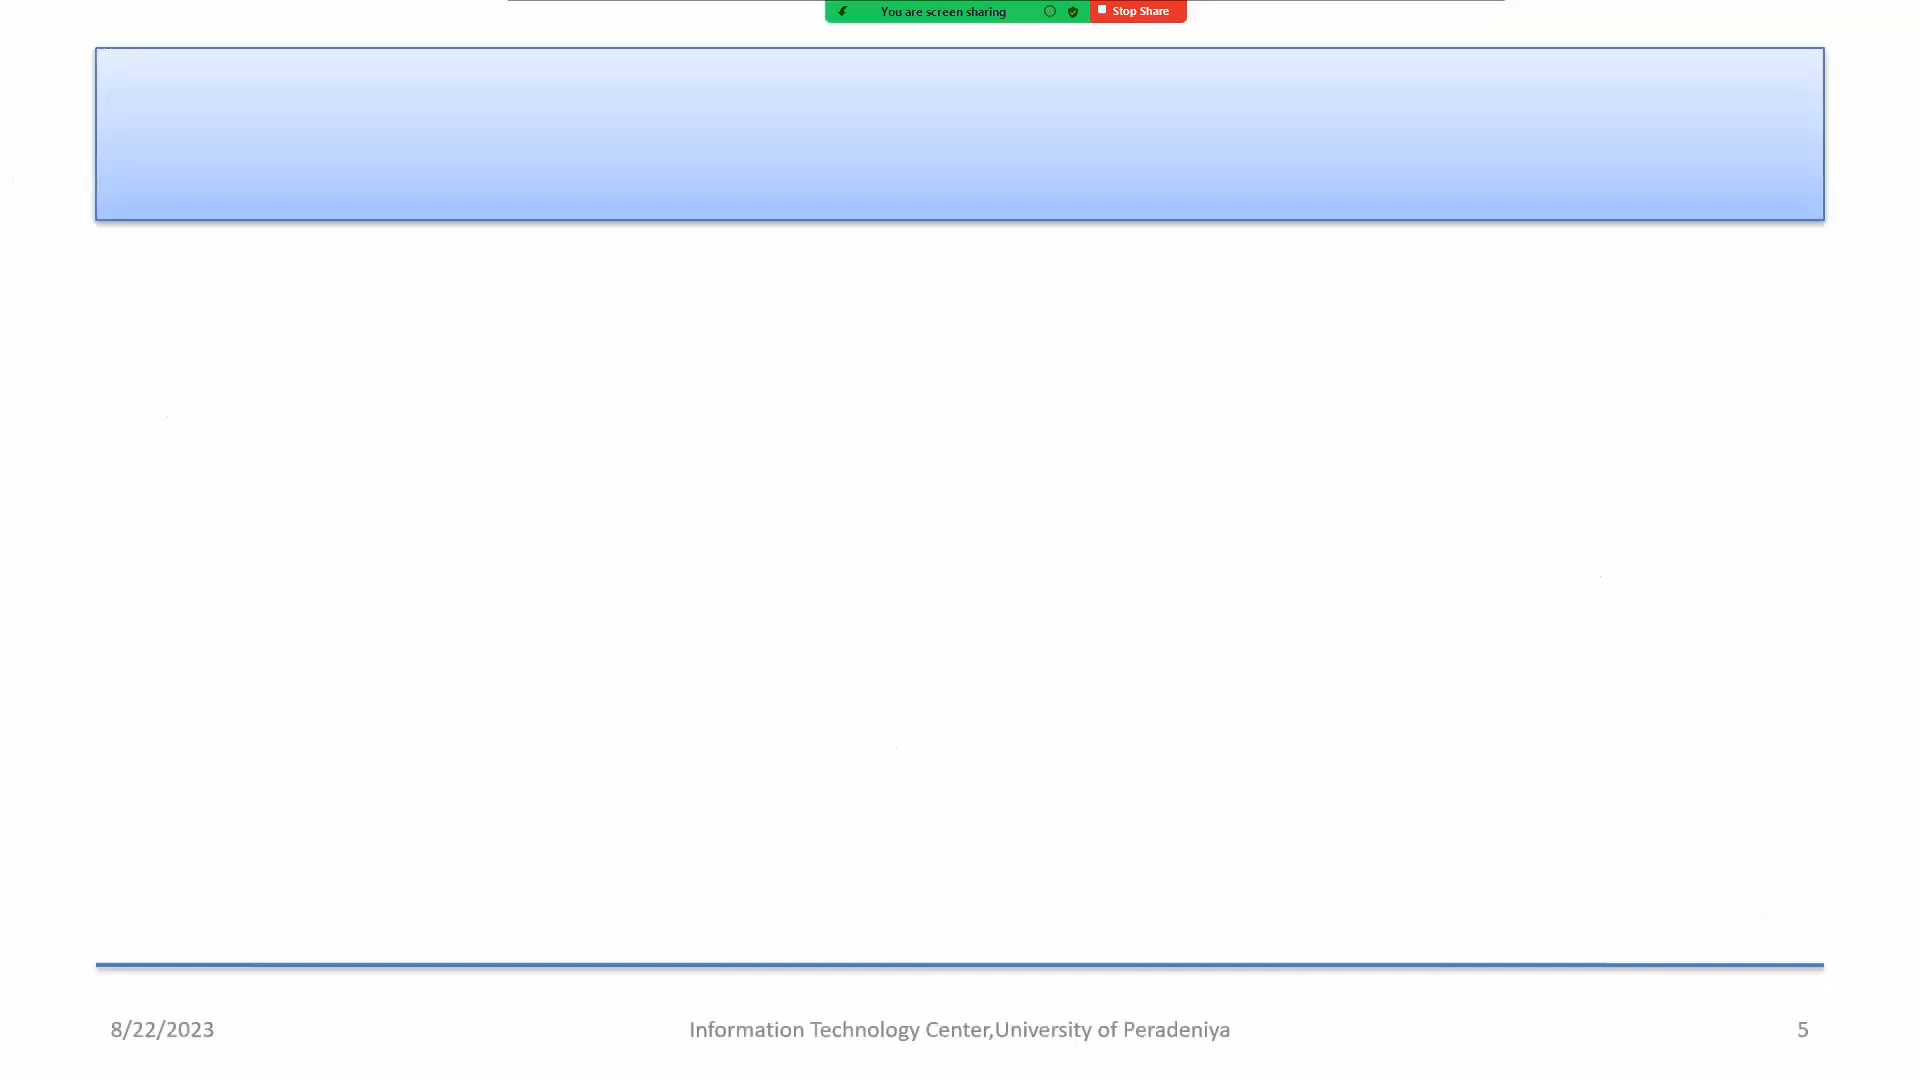 You are screen sharing Stop Share
8/22/2023 Information Technology Center,University of Peradeniya 5